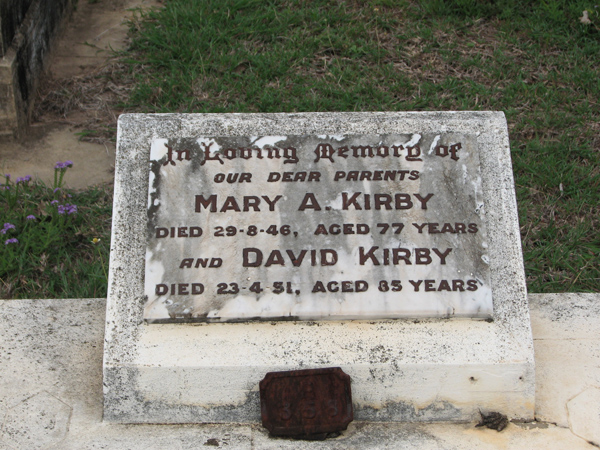 In Loving Memory of
OUR DEAR PARENTS
MARY A. KIRBY
DIED 29-8-46, AGED 77 YEARS
AND DAVID KIRBY
DIED 23-4-51, AGED 85 YEARS